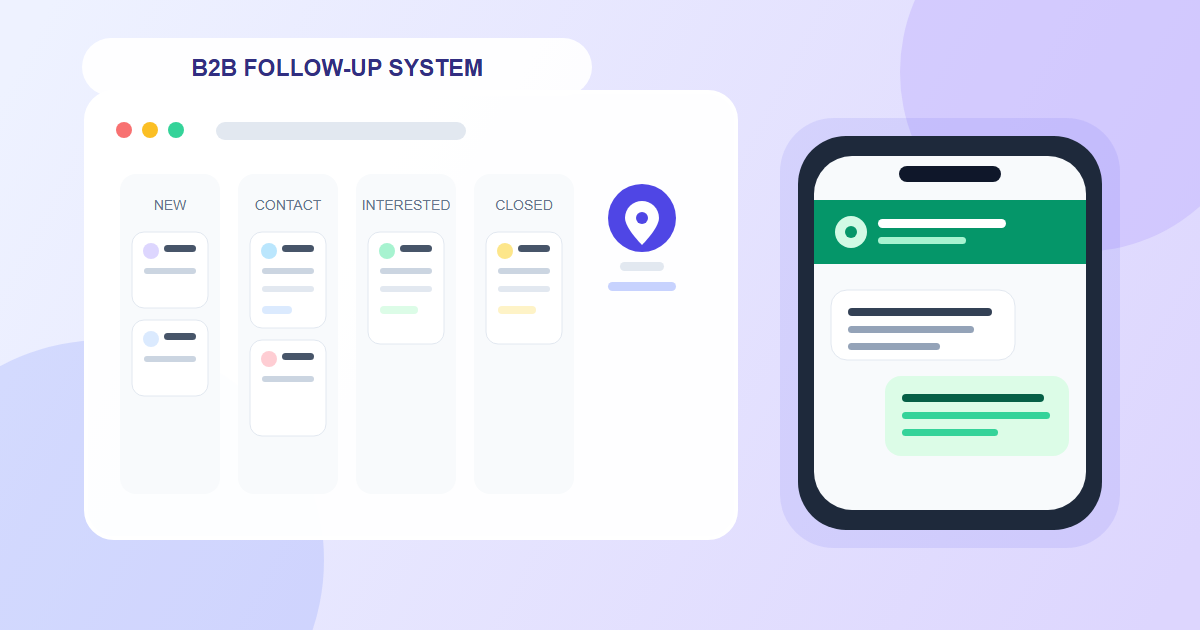 B2B FOLLOW-UP SYSTEM
NEW
CONTACT
INTERESTED
CLOSED